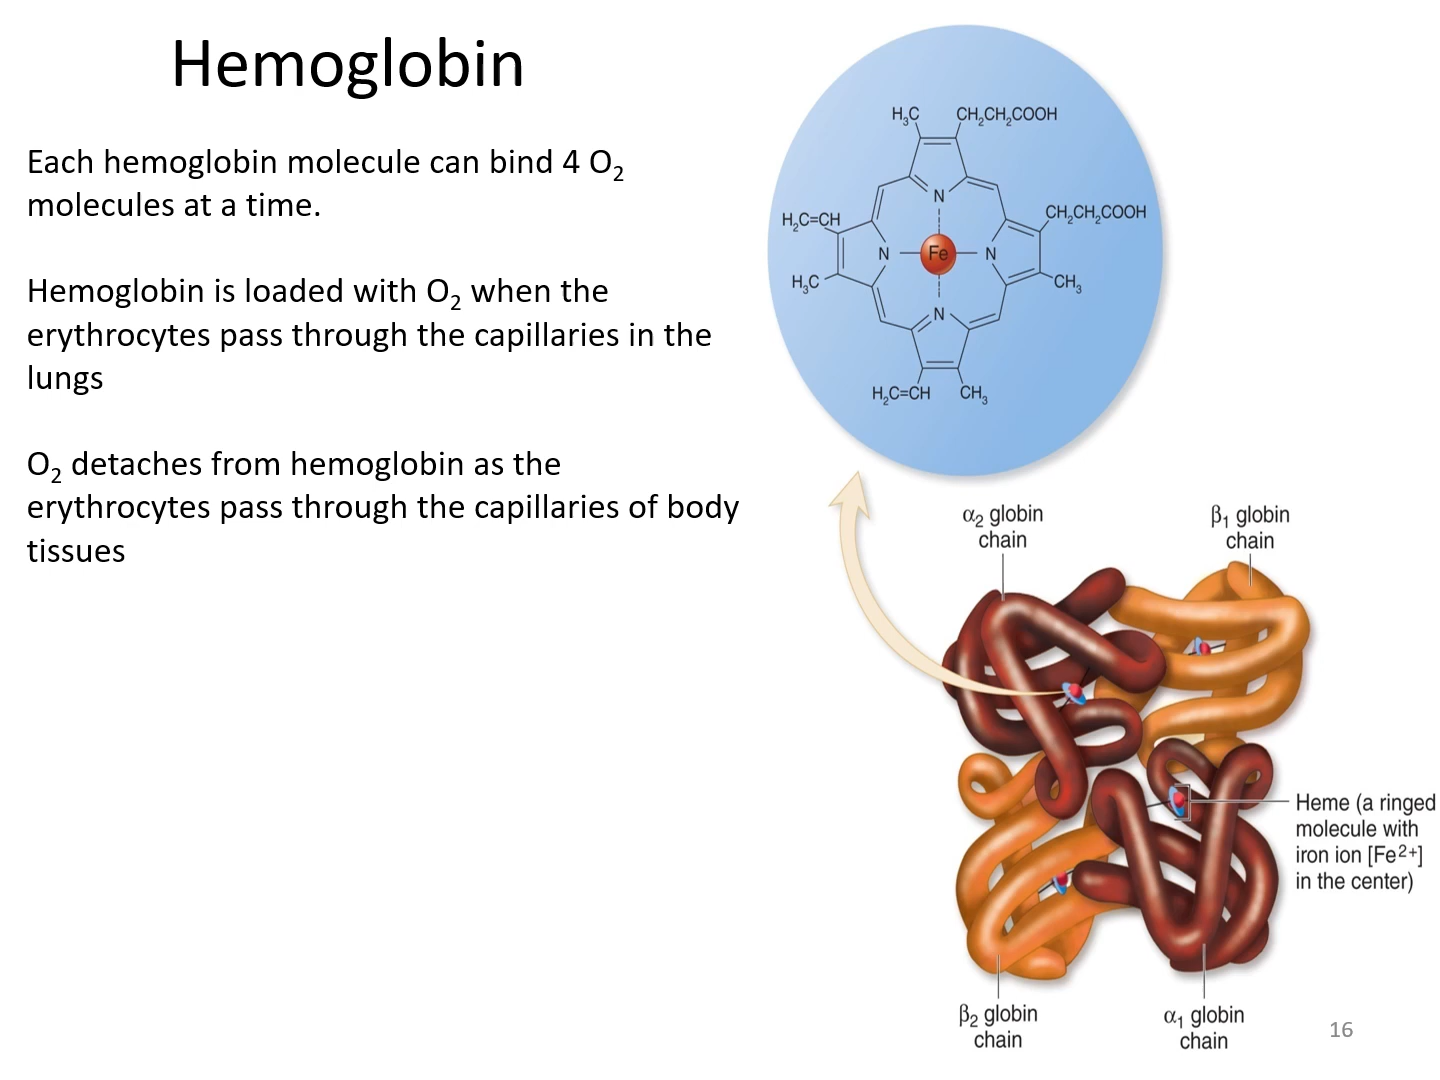 Hemoglobin
Each hemoglobin molecule can bind 4 O₂
molecules at a time.
Hemoglobin is loaded with O₂ when the
erythrocytes pass through the capillaries in the
lungs
O₂ detaches from hemoglobin as the
erythrocytes pass through the capillaries of body
tissues
H₃C CH₂CH₂COOH
N
H₂C=CH CH₂CH₂COOH
N Fe N
H₃C CH₃
N
H₂C=CH CH₃
α₂ globin
chain
β₁ globin
chain
Heme (a ringed
molecule with
iron ion [Fe²⁺]
in the center)
β₂ globin
chain
α₁ globin
chain
16